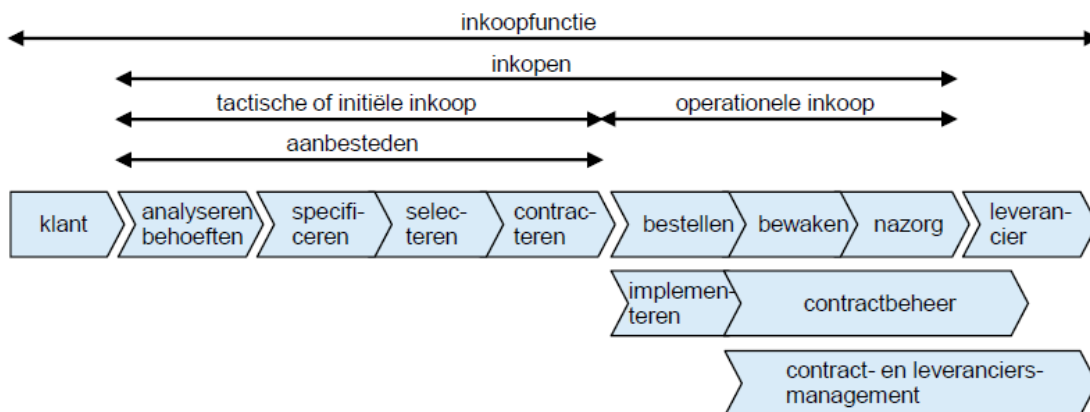 inkoopfunctie
inkopen
tactische of initiële inkoop
operationele inkoop
aanbesteden
klant
analyseren
behoeften
specifi-
ceren
selec-
teren
contrac-
teren
bestellen
bewaken
nazorg
leveran-
cier
implemen-
teren
contractbeheer
contract- en leveranciers-
management